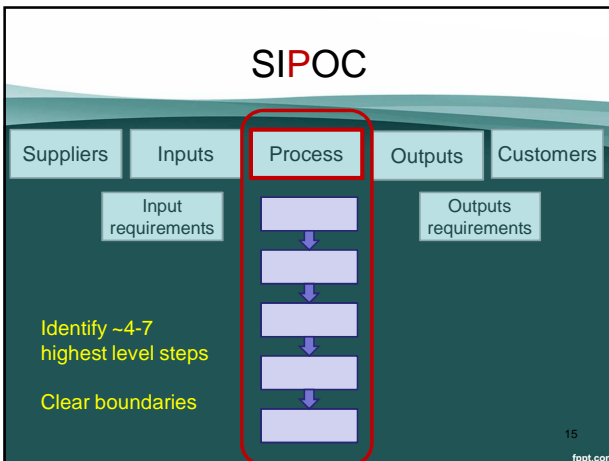 SIPOC
Suppliers
Inputs
Process
Outputs
Customers
Input
requirements
Outputs
requirements
Identify ~4-7
highest level steps
Clear boundaries
15
fppt.com